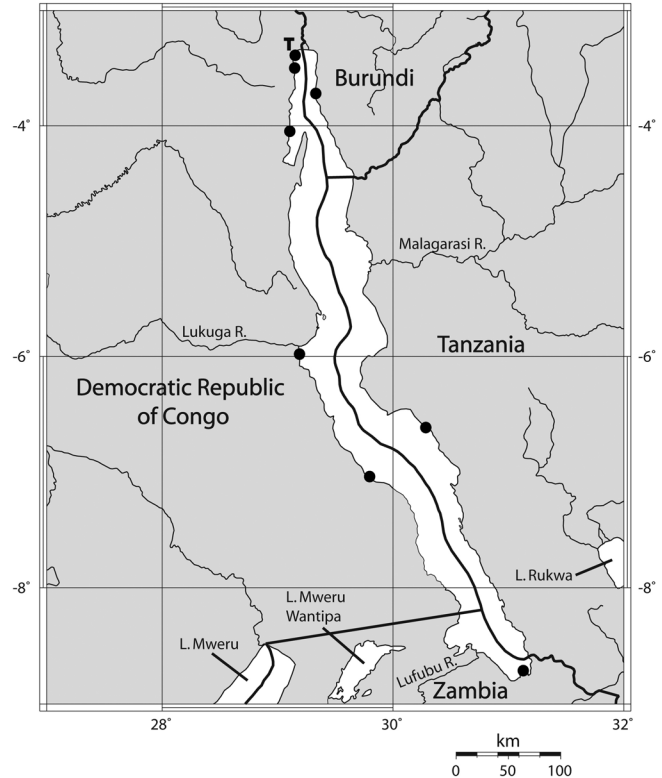 T
Burundi
-4° -4°
Malagarasi R.
Lukuga R.
Tanzania
-6° -6°
Democratic Republic
of Congo
L. Rukwa
-8° -8°
L. Mweru
Wantipa
L. Mweru
Lufubu R.
Zambia
28° 30° 32°
km
0 50 100